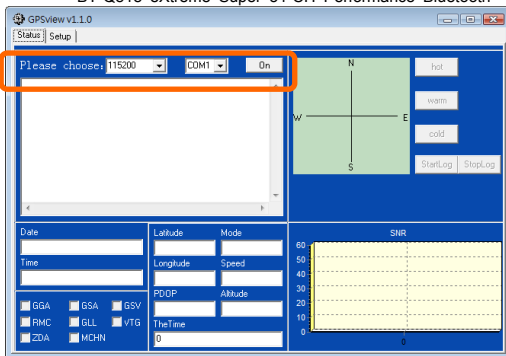 GPSview v1.1.0
Status Setup
Please choose: 115200 COM1 On
N
W E
S
hot
warm
cold
StartLog StopLog
Date
Time
Latitude Mode
Longitude Speed
PDOP Altitude
TheTime
0
GGA GSA GSV
RMC GLL VTG
ZDA MCHN
SNR
60
50
40
30
20
10
0
0